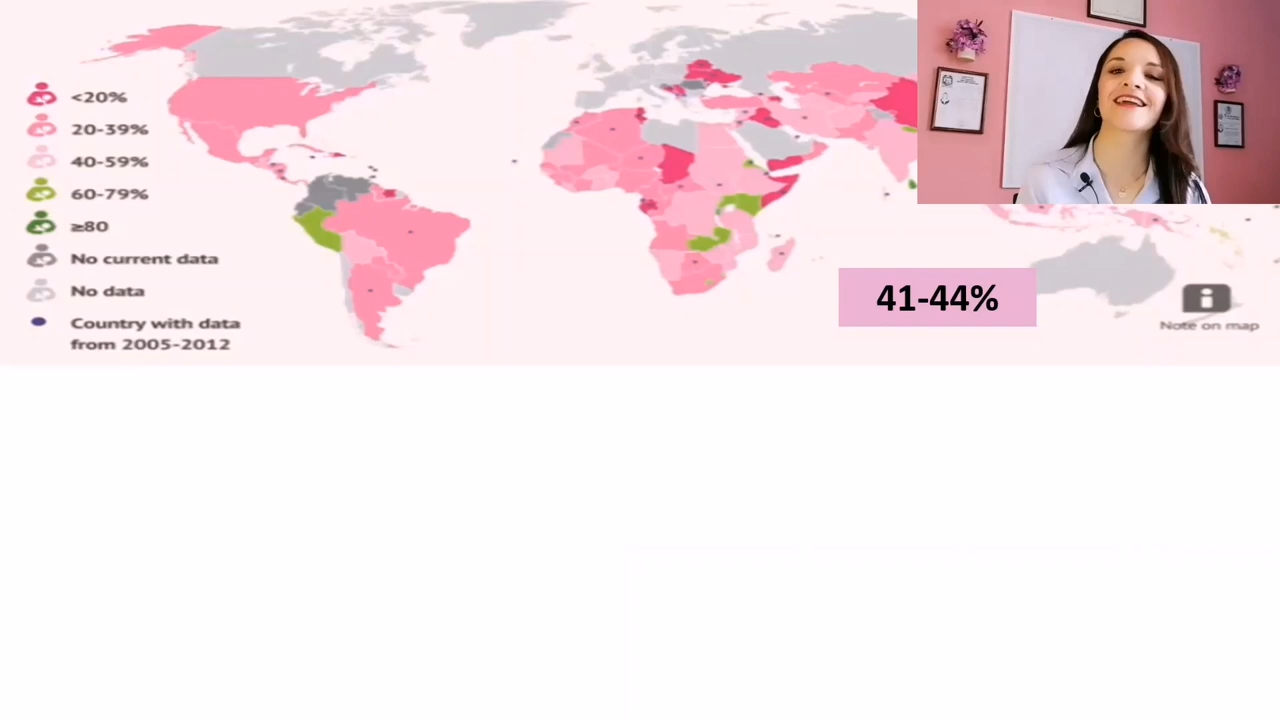 <20%
20-39%
40-59%
60-79%
≥80
No current data
No data
Country with data
from 2005-2012
41-44%
Note on map